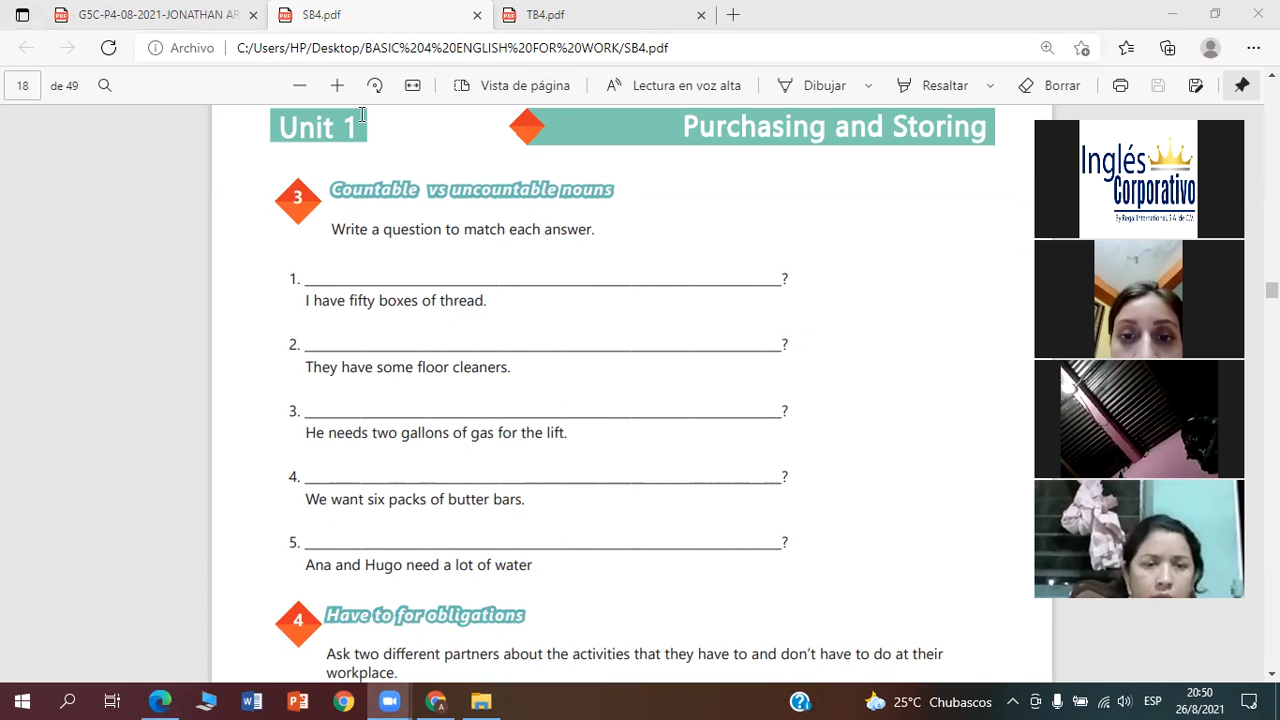 G5C-P4-08-2021-JONATHAN AR
SB4.pdf
TB4.pdf
Archivo
C:/Users/HP/Desktop/BASIC%204%20ENGLISH%20FOR%20WORK/SB4.pdf
18 de 49
Vista de página
Lectura en voz alta
Dibujar
Resaltar
Borrar
Unit 1
Purchasing and Storing
3 Countable vs uncountable nouns
Write a question to match each answer.
1. ?
I have fifty boxes of thread.
2. ?
They have some floor cleaners.
3. ?
He needs two gallons of gas for the lift.
4. ?
We want six packs of butter bars.
5. ?
Ana and Hugo need a lot of water
4 Have to for obligations
Ask two different partners about the activities that they have to and don't have to do at their
workplace.
Inglés
Corporativo
By Regal International, S.A. de C.V.
25°C Chubascos
ESP
20:50
26/8/2021